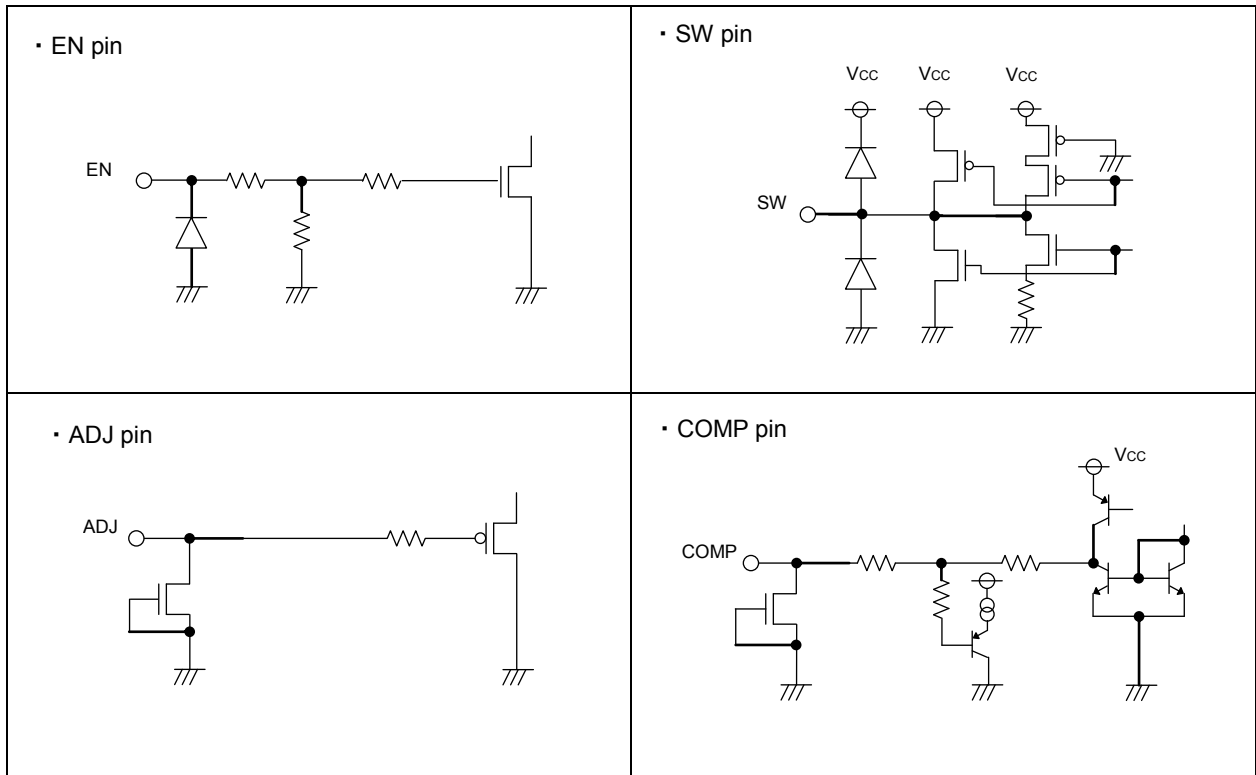 ・EN pin
EN
・SW pin
VCC VCC VCC
SW
・ADJ pin
ADJ
・COMP pin
VCC
COMP